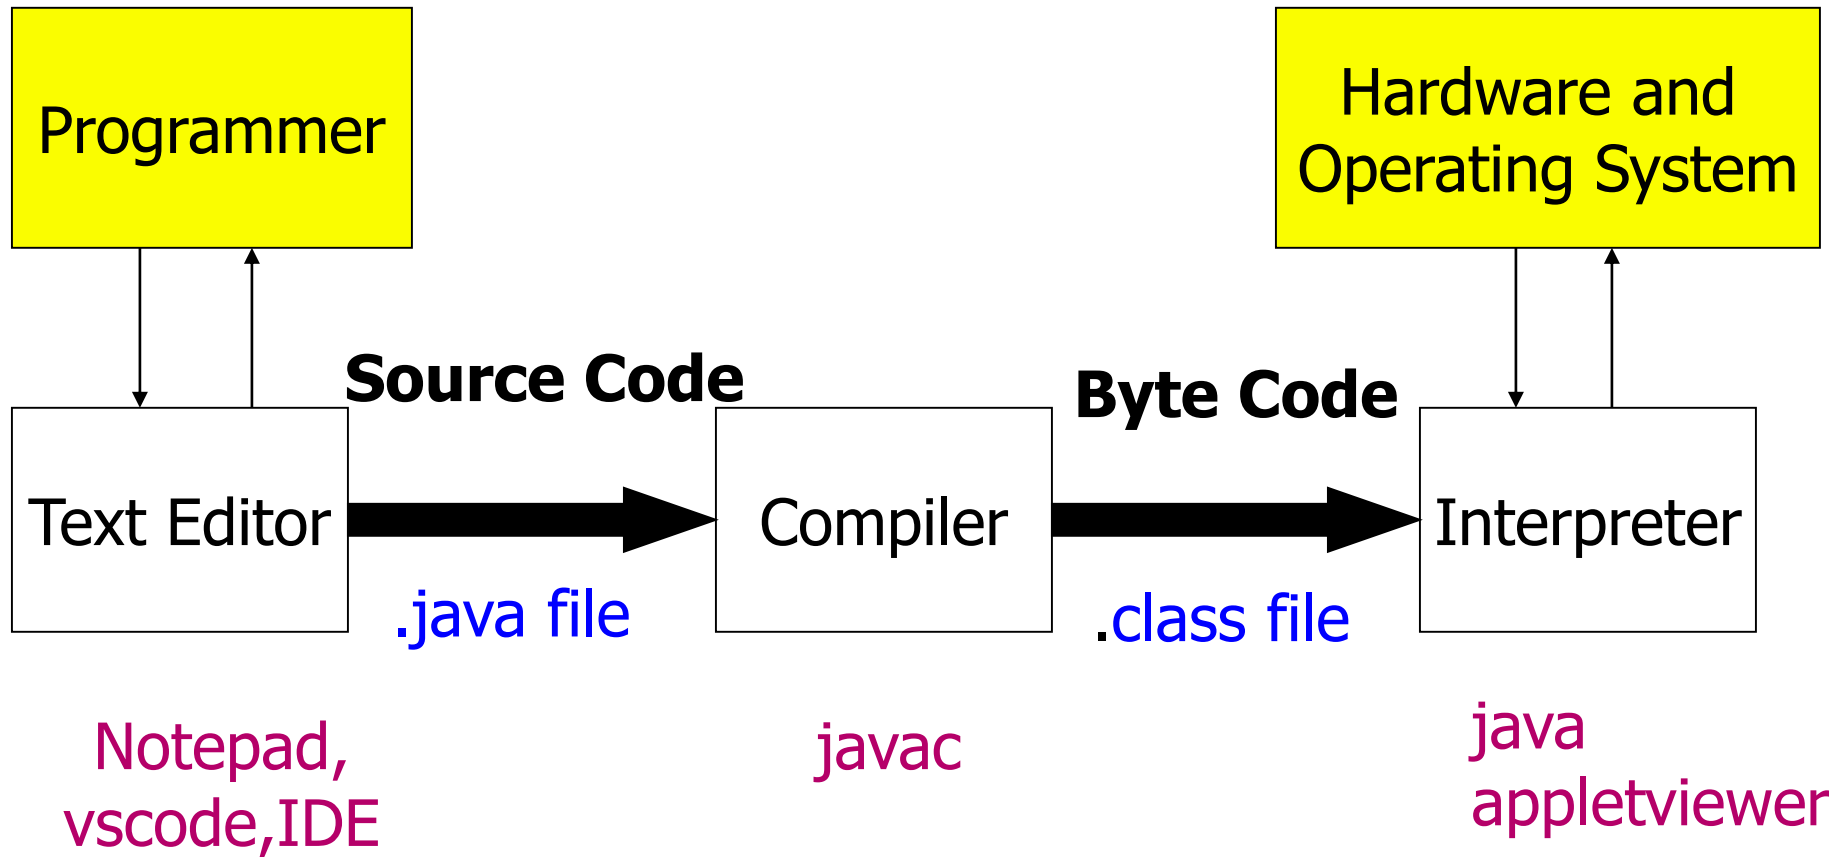 Programmer
Hardware and
Operating System
Source Code
Byte Code
Text Editor
Compiler
Interpreter
.java file
.class file
Notepad,
vscode,IDE
javac
java
appletviewer